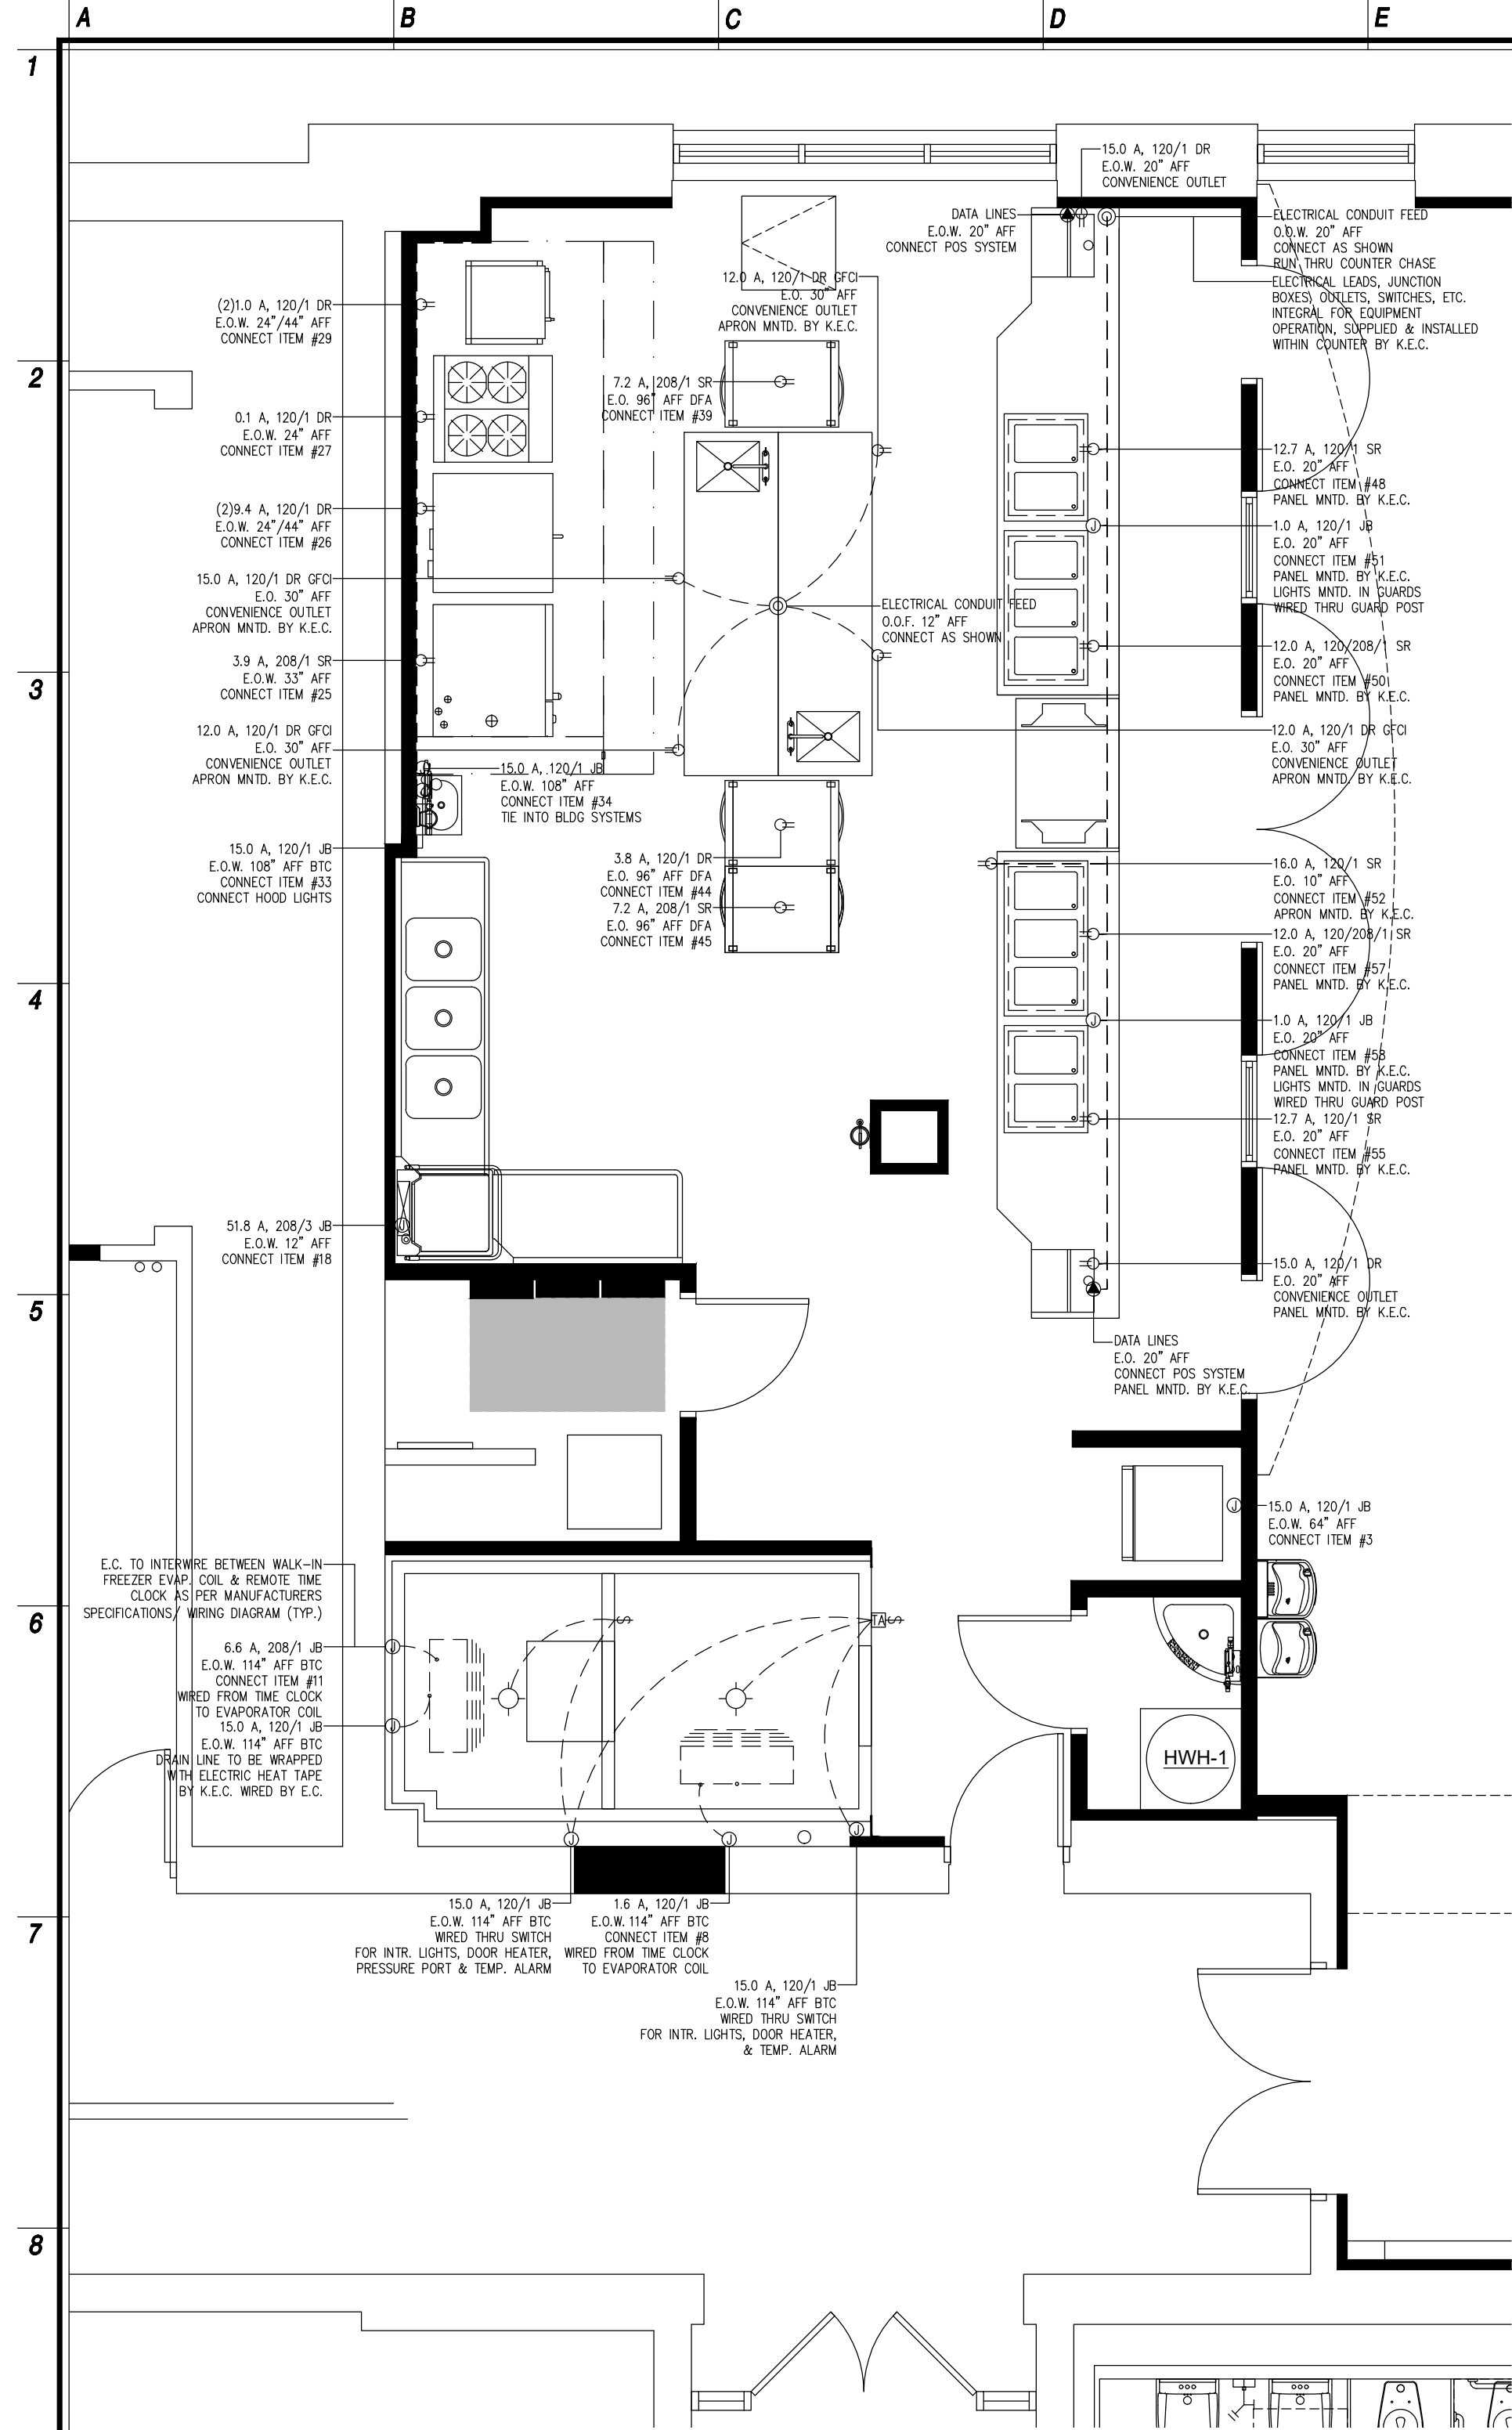 A
B
C
D
E
1
2
3
4
5
6
7
8
15.0 A, 120/1 DR
E.O.W. 20" AFF
CONVENIENCE OUTLET
DATA LINES
E.O.W. 20" AFF
CONNECT POS SYSTEM
ELECTRICAL CONDUIT FEED
O.O.W. 20" AFF
CONNECT AS SHOWN
RUN THRU COUNTER CHASE
ELECTRICAL LEADS, JUNCTION
BOXES, OUTLETS, SWITCHES, ETC.
INTEGRAL FOR EQUIPMENT
OPERATION, SUPPLIED & INSTALLED
WITHIN COUNTER BY K.E.C.
12.0 A, 120/1 DR GFCI
E.O. 30" AFF
CONVENIENCE OUTLET
APRON MNTD. BY K.E.C.
(2)1.0 A, 120/1 DR
E.O.W. 24"/44" AFF
CONNECT ITEM #29
7.2 A, 208/1 SR
E.O. 96" AFF DFA
CONNECT ITEM #39
0.1 A, 120/1 DR
E.O.W. 24" AFF
CONNECT ITEM #27
12.7 A, 120/1 SR
E.O. 20" AFF
CONNECT ITEM #48
PANEL MNTD. BY K.E.C.
(2)9.4 A, 120/1 DR
E.O.W. 24"/44" AFF
CONNECT ITEM #26
1.0 A, 120/1 JB
E.O. 20" AFF
CONNECT ITEM #51
PANEL MNTD. BY K.E.C.
LIGHTS MNTD. IN GUARDS
WIRED THRU GUARD POST
15.0 A, 120/1 DR GFCI
E.O. 30" AFF
CONVENIENCE OUTLET
APRON MNTD. BY K.E.C.
ELECTRICAL CONDUIT FEED
O.O.F. 12" AFF
CONNECT AS SHOWN
3.9 A, 208/1 SR
E.O.W. 33" AFF
CONNECT ITEM #25
12.0 A, 120/208/1 SR
E.O. 20" AFF
CONNECT ITEM #50
PANEL MNTD. BY K.E.C.
12.0 A, 120/1 DR GFCI
E.O. 30" AFF
CONVENIENCE OUTLET
APRON MNTD. BY K.E.C.
12.0 A, 120/1 DR GFCI
E.O. 30" AFF
CONVENIENCE OUTLET
APRON MNTD. BY K.E.C.
15.0 A, 120/1 JB
E.O.W. 108" AFF
CONNECT ITEM #34
TIE INTO BLDG SYSTEMS
15.0 A, 120/1 JB
E.O.W. 108" AFF BTC
CONNECT ITEM #33
CONNECT HOOD LIGHTS
3.8 A, 120/1 DR
E.O. 96" AFF DFA
CONNECT ITEM #44
7.2 A, 208/1 SR
E.O. 96" AFF DFA
CONNECT ITEM #45
16.0 A, 120/1 SR
E.O. 10" AFF
CONNECT ITEM #52
APRON MNTD. BY K.E.C.
12.0 A, 120/208/1 SR
E.O. 20" AFF
CONNECT ITEM #57
PANEL MNTD. BY K.E.C.
1.0 A, 120/1 JB
E.O. 20" AFF
CONNECT ITEM #58
PANEL MNTD. BY K.E.C.
LIGHTS MNTD. IN GUARDS
WIRED THRU GUARD POST
12.7 A, 120/1 SR
E.O. 20" AFF
CONNECT ITEM #55
PANEL MNTD. BY K.E.C.
51.8 A, 208/3 JB
E.O.W. 12" AFF
CONNECT ITEM #18
15.0 A, 120/1 DR
E.O. 20" AFF
CONVENIENCE OUTLET
PANEL MNTD. BY K.E.C.
DATA LINES
E.O. 20" AFF
CONNECT POS SYSTEM
PANEL MNTD. BY K.E.C.
15.0 A, 120/1 JB
E.O.W. 64" AFF
CONNECT ITEM #3
E.C. TO INTERWIRE BETWEEN WALK-IN
FREEZER EVAP. COIL & REMOTE TIME
CLOCK AS PER MANUFACTURERS
SPECIFICATIONS/ WIRING DIAGRAM (TYP.)
6.6 A, 208/1 JB
E.O.W. 114" AFF BTC
CONNECT ITEM #11
WIRED FROM TIME CLOCK
TO EVAPORATOR COIL
15.0 A, 120/1 JB
E.O.W. 114" AFF BTC
DRAIN LINE TO BE WRAPPED
WITH ELECTRIC HEAT TAPE
BY K.E.C. WIRED BY E.C.
J
J
J
J
J
J
J
J
J
S
TA
S
HWH-1
15.0 A, 120/1 JB
E.O.W. 114" AFF BTC
WIRED THRU SWITCH
FOR INTR. LIGHTS, DOOR HEATER,
PRESSURE PORT & TEMP. ALARM
1.6 A, 120/1 JB
E.O.W. 114" AFF BTC
CONNECT ITEM #8
WIRED FROM TIME CLOCK
TO EVAPORATOR COIL
15.0 A, 120/1 JB
E.O.W. 114" AFF BTC
WIRED THRU SWITCH
FOR INTR. LIGHTS, DOOR HEATER,
& TEMP. ALARM